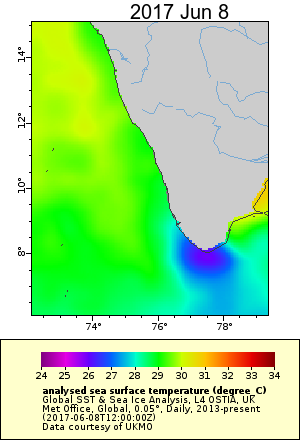 2017 Jun 8
14°
12°
10°
8°
74° 76° 78°
24 25 26 27 28 29 30 31 32 33 34
analysed sea surface temperature (degree_C)
Global SST & Sea Ice Analysis, L4 OSTIA, UK
Met Office, Global, 0.05°, Daily, 2013-present
(2017-06-08T12:00:00Z)
Data courtesy of UKMO